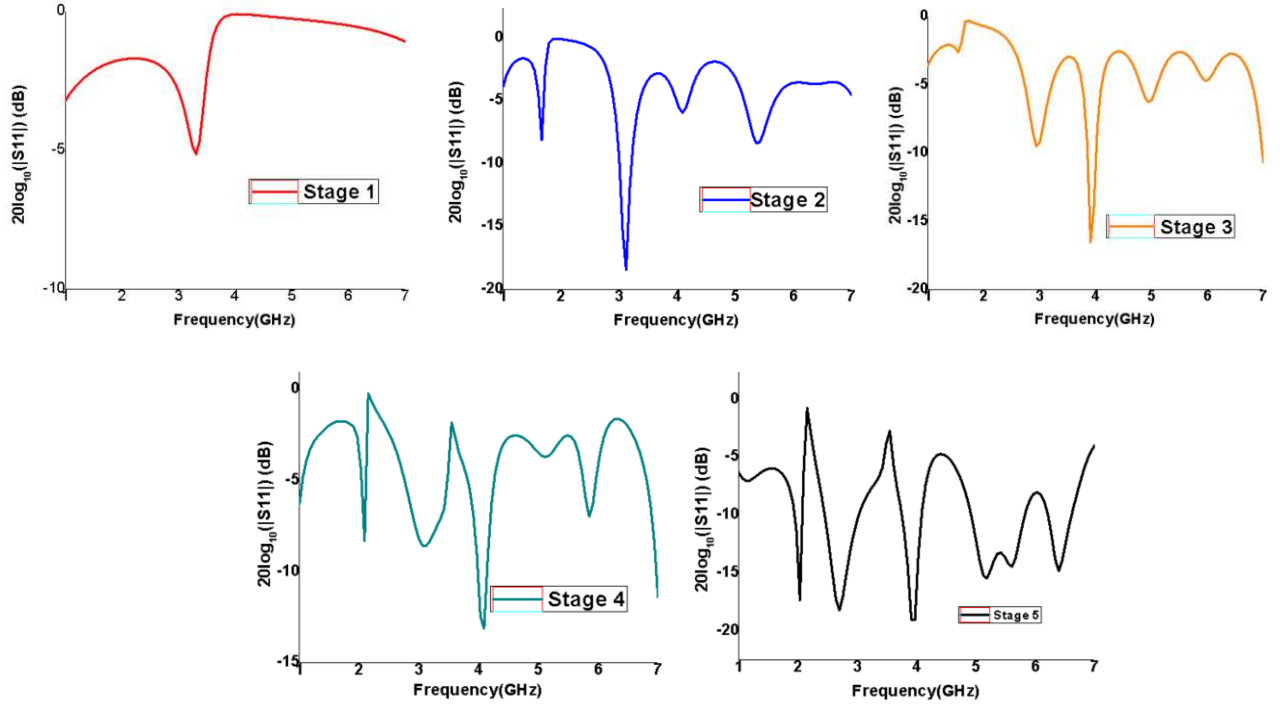 0
-5
-10
20log10(|S11|) (dB)
1 2 3 4 5 6 7
Frequency(GHz)
Stage 1
0
-5
-10
-15
-20
20log10(|S11|) (dB)
1 2 3 4 5 6 7
Frequency(GHz)
Stage 2
0
-5
-10
-15
-20
20log10(|S11|) (dB)
1 2 3 4 5 6 7
Frequency(GHz)
Stage 3
0
-5
-10
-15
20log10(|S11|) (dB)
1 2 3 4 5 6 7
Frequency(GHz)
Stage 4
0
-5
-10
-15
-20
20log10(|S11|) (dB)
1 2 3 4 5 6 7
Frequency(GHz)
Stage 5